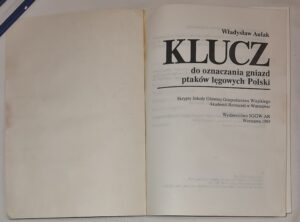 Władysław Aulak
KLUCZ
do oznaczania gniazd
ptaków lęgowych Polski
Skrypty Szkoły Głównej Gospodarstwa Wiejskiego
Akademii Rolniczej w Warszawie
Wydawnictwo SGGW-AR
Warszawa 1989